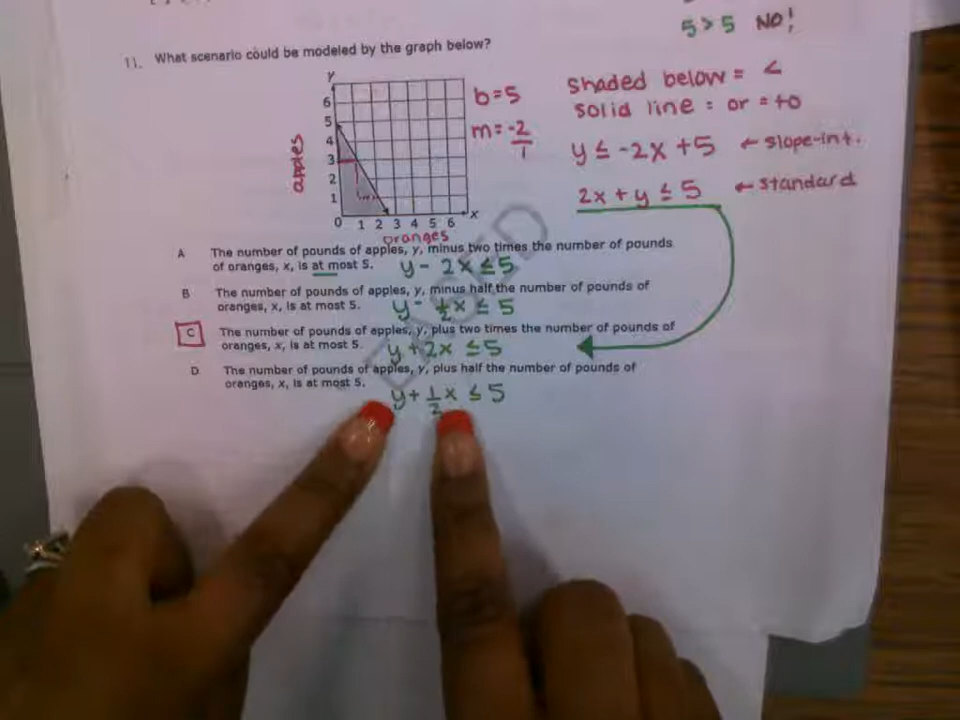 5 > 5 NO!
11. What scenario could be modeled by the graph below?
y
6
5
4
3
2
1
0 1 2 3 4 5 6 x
apples
oranges
b=5
m=-2/1
shaded below = <
solid line = or = to
y ≤ -2x +5 ← slope-int.
2x + y ≤ 5 ← standard
A The number of pounds of apples, y, minus two times the number of pounds
of oranges, x, is at most 5. y - 2x ≤ 5
B The number of pounds of apples, y, minus half the number of pounds of
oranges, x, is at most 5. y - 1/2x ≤ 5
C The number of pounds of apples, y, plus two times the number of pounds of
oranges, x, is at most 5. y + 2x ≤ 5
D The number of pounds of apples, y, plus half the number of pounds of
oranges, x, is at most 5. y + 1/2x ≤ 5